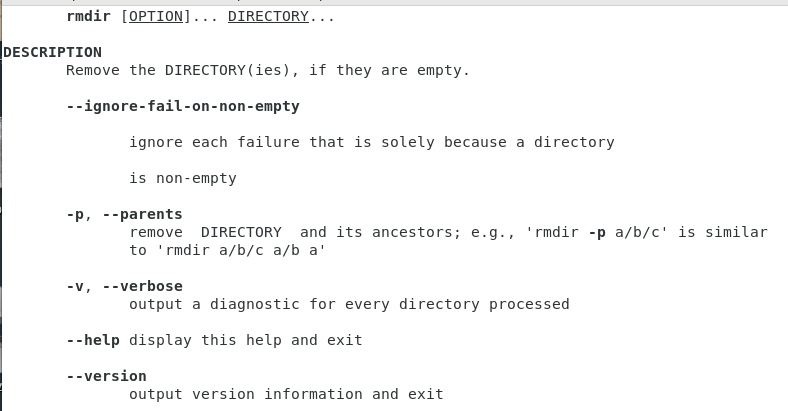 rmdir [OPTION]... DIRECTORY...
DESCRIPTION
Remove the DIRECTORY(ies), if they are empty.
--ignore-fail-on-non-empty
ignore each failure that is solely because a directory
is non-empty
-p, --parents
remove  DIRECTORY  and its ancestors; e.g., 'rmdir -p a/b/c' is similar
to 'rmdir a/b/c a/b a'
-v, --verbose
output a diagnostic for every directory processed
--help display this help and exit
--version
output version information and exit